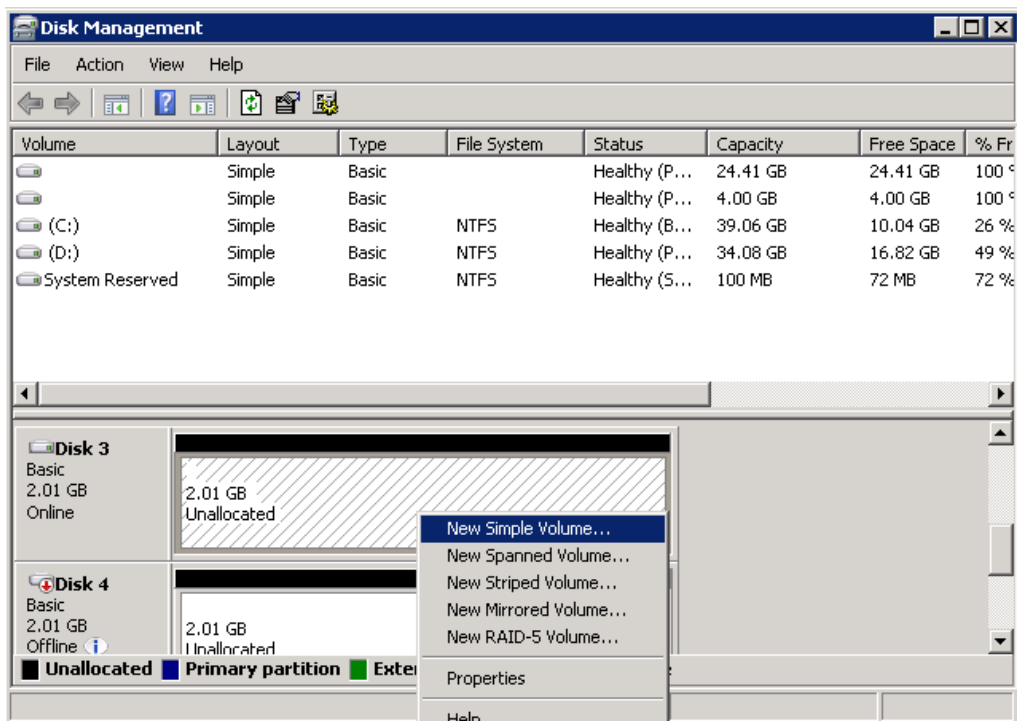 Disk Management
File Action View Help
Volume Layout Type File System Status Capacity Free Space % Fr
Simple Basic Healthy (P... 24.41 GB 24.41 GB 100 %
Simple Basic Healthy (P... 4.00 GB 4.00 GB 100 %
(C:) Simple Basic NTFS Healthy (B... 39.06 GB 10.04 GB 26 %
(D:) Simple Basic NTFS Healthy (P... 34.08 GB 16.82 GB 49 %
System Reserved Simple Basic NTFS Healthy (S... 100 MB 72 MB 72 %
Disk 3
Basic
2.01 GB
Online
2.01 GB
Unallocated
New Simple Volume...
New Spanned Volume...
New Striped Volume...
New Mirrored Volume...
New RAID-5 Volume...
Properties
Help
Disk 4
Basic
2.01 GB
Offline
2.01 GB
Unallocated
Unallocated Primary partition Exte